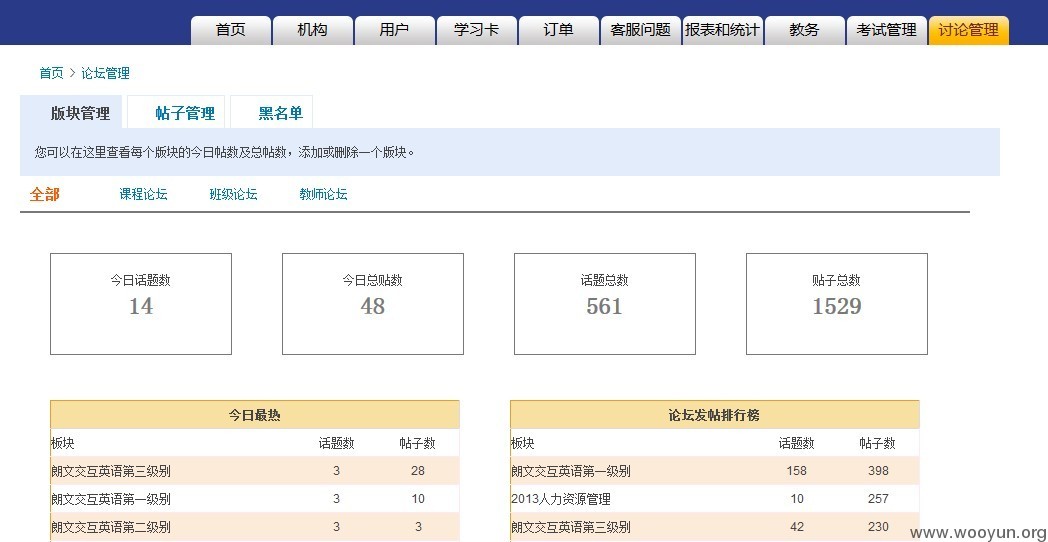 首页 机构 用户 学习卡 订单 客服问题 报表和统计 教务 考试管理 讨论管理
首页 > 论坛管理
版块管理 帖子管理 黑名单
您可以在这里查看每个版块的今日帖数及总帖数，添加或删除一个版块。
全部 课程论坛 班级论坛 教师论坛
今日话题数 今日总贴数 话题总数 贴子总数
14 48 561 1529
今日最热 论坛发帖排行榜
板块 话题数 帖子数 板块 话题数 帖子数
朗文交互英语第三级别 3 28 朗文交互英语第一级别 158 398
朗文交互英语第一级别 3 10 2013人力资源管理 10 257
朗文交互英语第二级别 3 3 朗文交互英语第三级别 42 230
www.wooyun.org